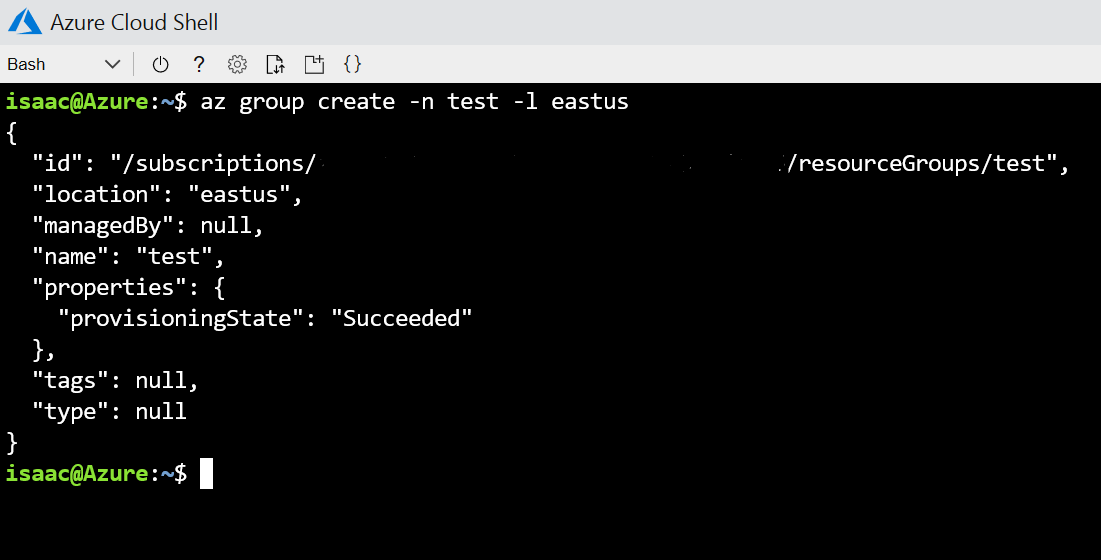 Azure Cloud Shell
Bash
?
{}
isaac@Azure:~$ az group create -n test -l eastus
{
  "id": "/subscriptions/ /resourceGroups/test",
  "location": "eastus",
  "managedBy": null,
  "name": "test",
  "properties": {
    "provisioningState": "Succeeded"
  },
  "tags": null,
  "type": null
}
isaac@Azure:~$